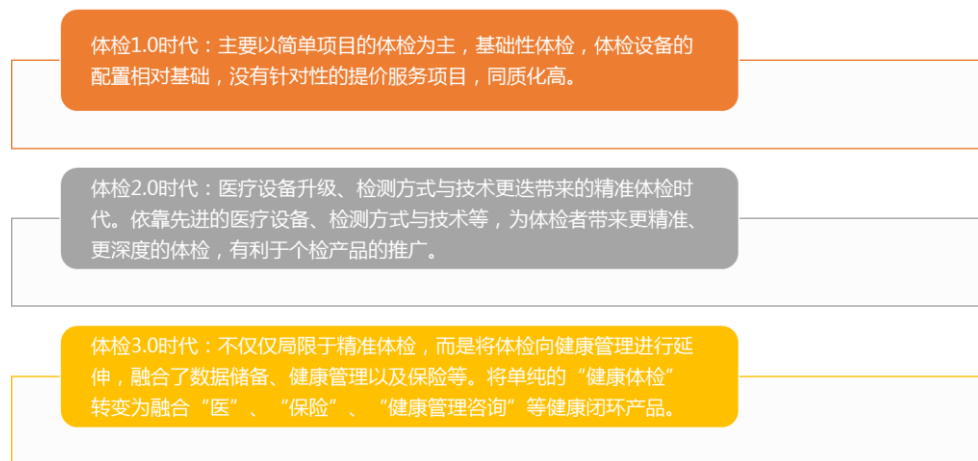 体检1.0时代：主要以简单项目的体检为主，基础性体检，体检设备的
配置相对基础，没有针对性的提价服务项目，同质化高。
体检2.0时代：医疗设备升级、检测方式与技术更迭带来的精准体检时
代。依靠先进的医疗设备、检测方式与技术等，为体检者带来更精准、
更深度的体检，有利于个检产品的推广。
体检3.0时代：不仅仅局限于精准体检，而是将体检向健康管理进行延
伸，融合了数据储备、健康管理以及保险等。将单纯的“健康体检”
转变为融合“医”、“保险”、“健康管理咨询”等健康闭环产品。